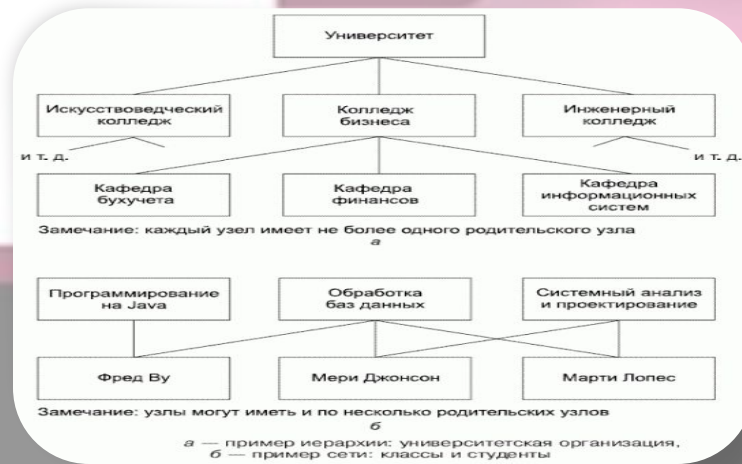 Университет
Искусствоведческий
колледж
Колледж
бизнеса
Инженерный
колледж
и т. д.
и т. д.
Кафедра
бухучета
Кафедра
финансов
Кафедра
информационных
систем
Замечание: каждый узел имеет не более одного родительского узла
а
Программирование
на Java
Обработка
баз данных
Системный анализ
и проектирование
Фред Ву
Мери Джонсон
Марти Лопес
Замечание: узлы могут иметь и по несколько родительских узлов
б
а — пример иерархии: университетская организация,
б — пример сети: классы и студенты